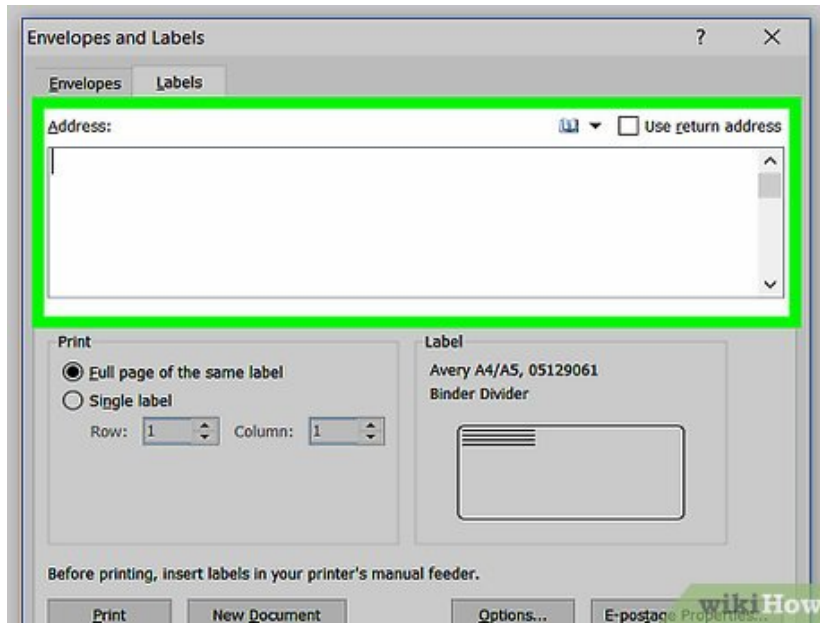 Envelopes and Labels ?
Envelopes Labels
Address: Use return address
Print
Full page of the same label
Single label
Row: 1 Column: 1
Label
Avery A4/A5, 05129061
Binder Divider
Before printing, insert labels in your printer's manual feeder.
Print New Document Options... E-postage Properties...
wikiHow